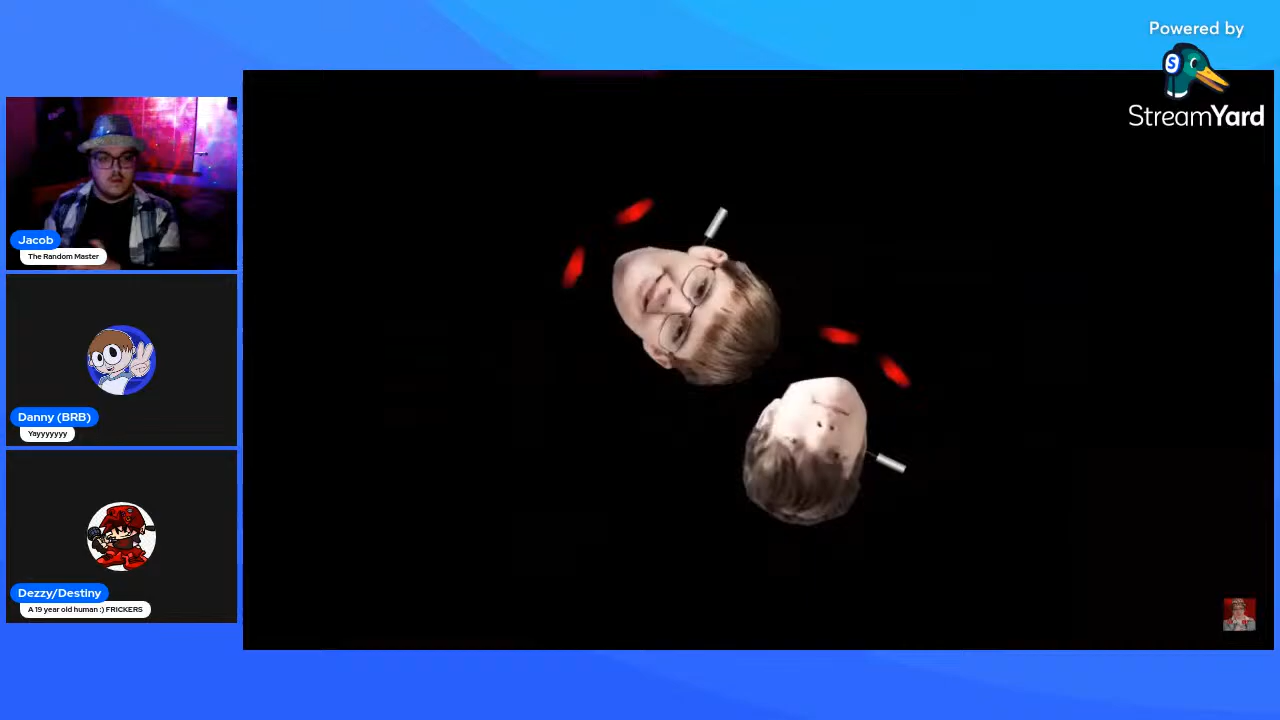 Powered by
StreamYard
Jacob
The Random Master
Danny (BRB)
Yayyyyyyy
Dezzy/Destiny
A 19 year old human :) FRICKERS